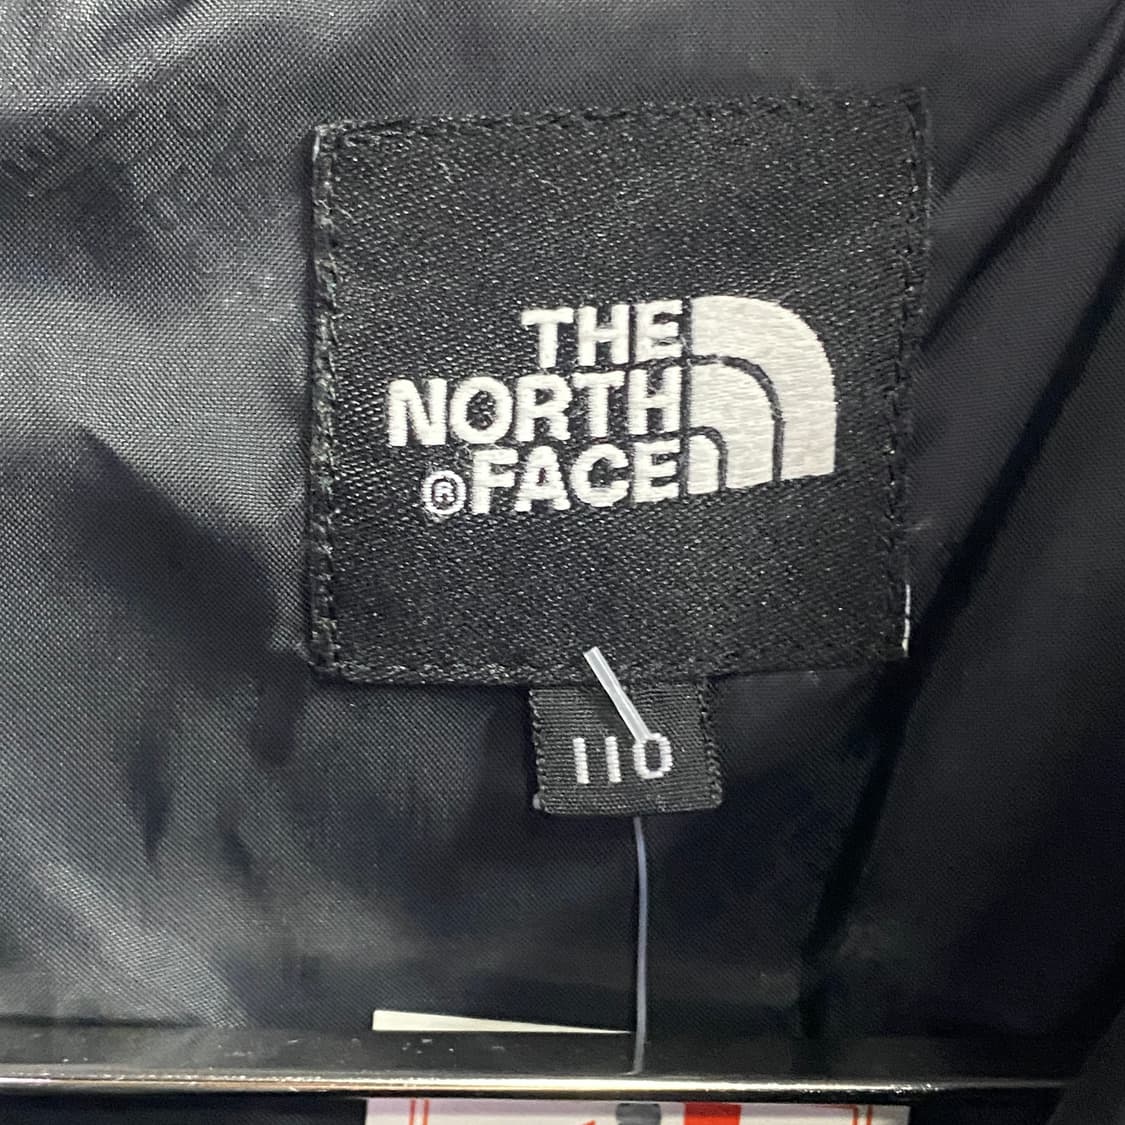 THE
NORTH
®FACE
110